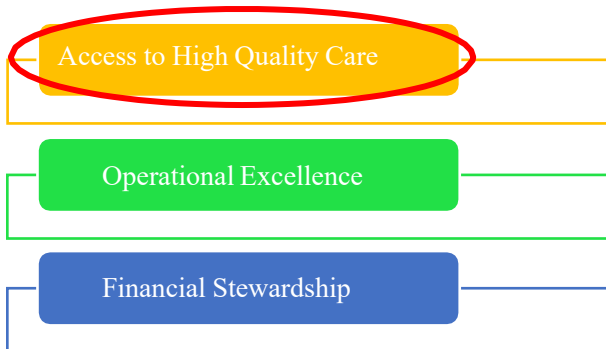 Access to High Quality Care
Operational Excellence
Financial Stewardship